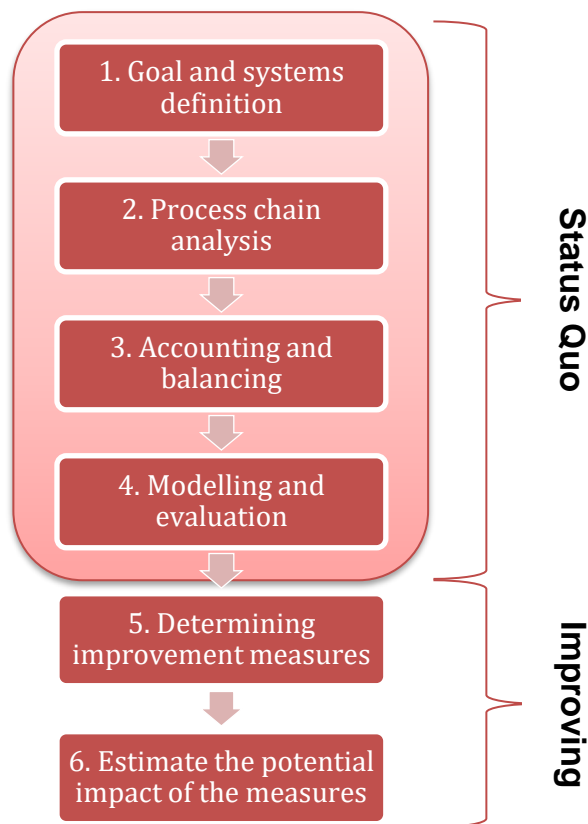 1. Goal and systems
definition
2. Process chain
analysis
3. Accounting and
balancing
4. Modelling and
evaluation
5. Determining
improvement measures
6. Estimate the potential
impact of the measures
Status Quo
Improving